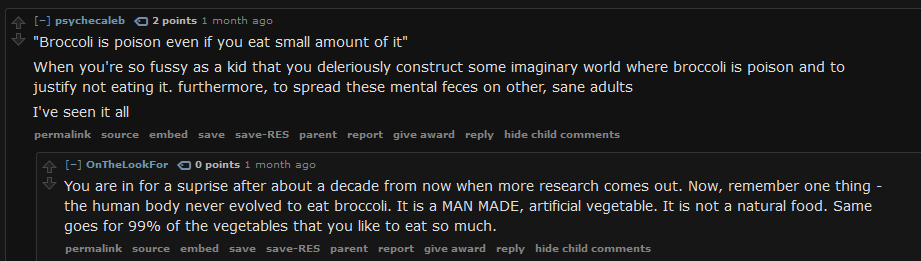 [–] psychecaleb 2 points 1 month ago
"Broccoli is poison even if you eat small amount of it"
When you're so fussy as a kid that you deleriously construct some imaginary world where broccoli is poison and to
justify not eating it. furthermore, to spread these mental feces on other, sane adults
I've seen it all
permalink source embed save save-RES parent report give award reply hide child comments
[–] OnTheLookFor 0 points 1 month ago
You are in for a suprise after about a decade from now when more research comes out. Now, remember one thing -
the human body never evolved to eat broccoli. It is a MAN MADE, artificial vegetable. It is not a natural food. Same
goes for 99% of the vegetables that you like to eat so much.
permalink source embed save save-RES parent report give award reply hide child comments